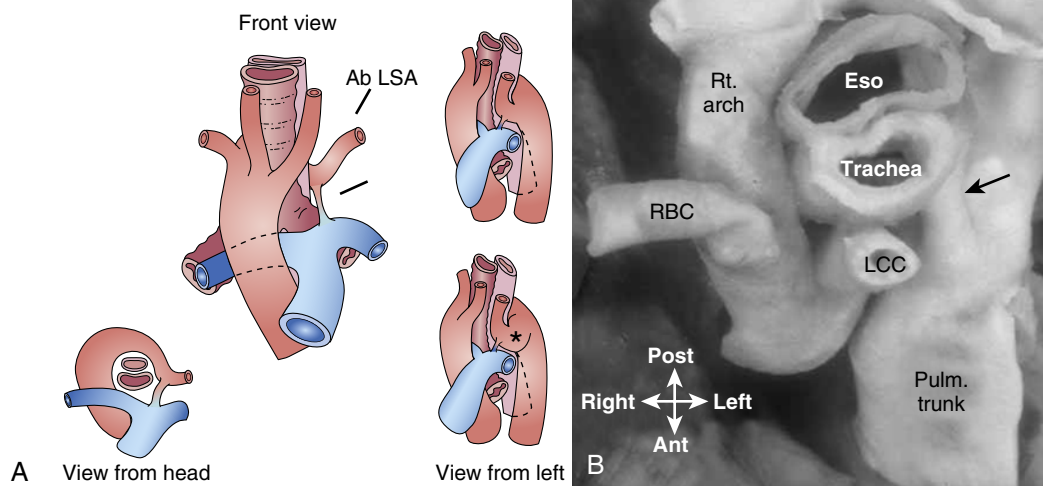 Front view
Ab LSA
*
View from head
View from left
A
Rt.
arch
Eso
Trachea
RBC
LCC
Post
Right
Left
Ant
Pulm.
trunk
B